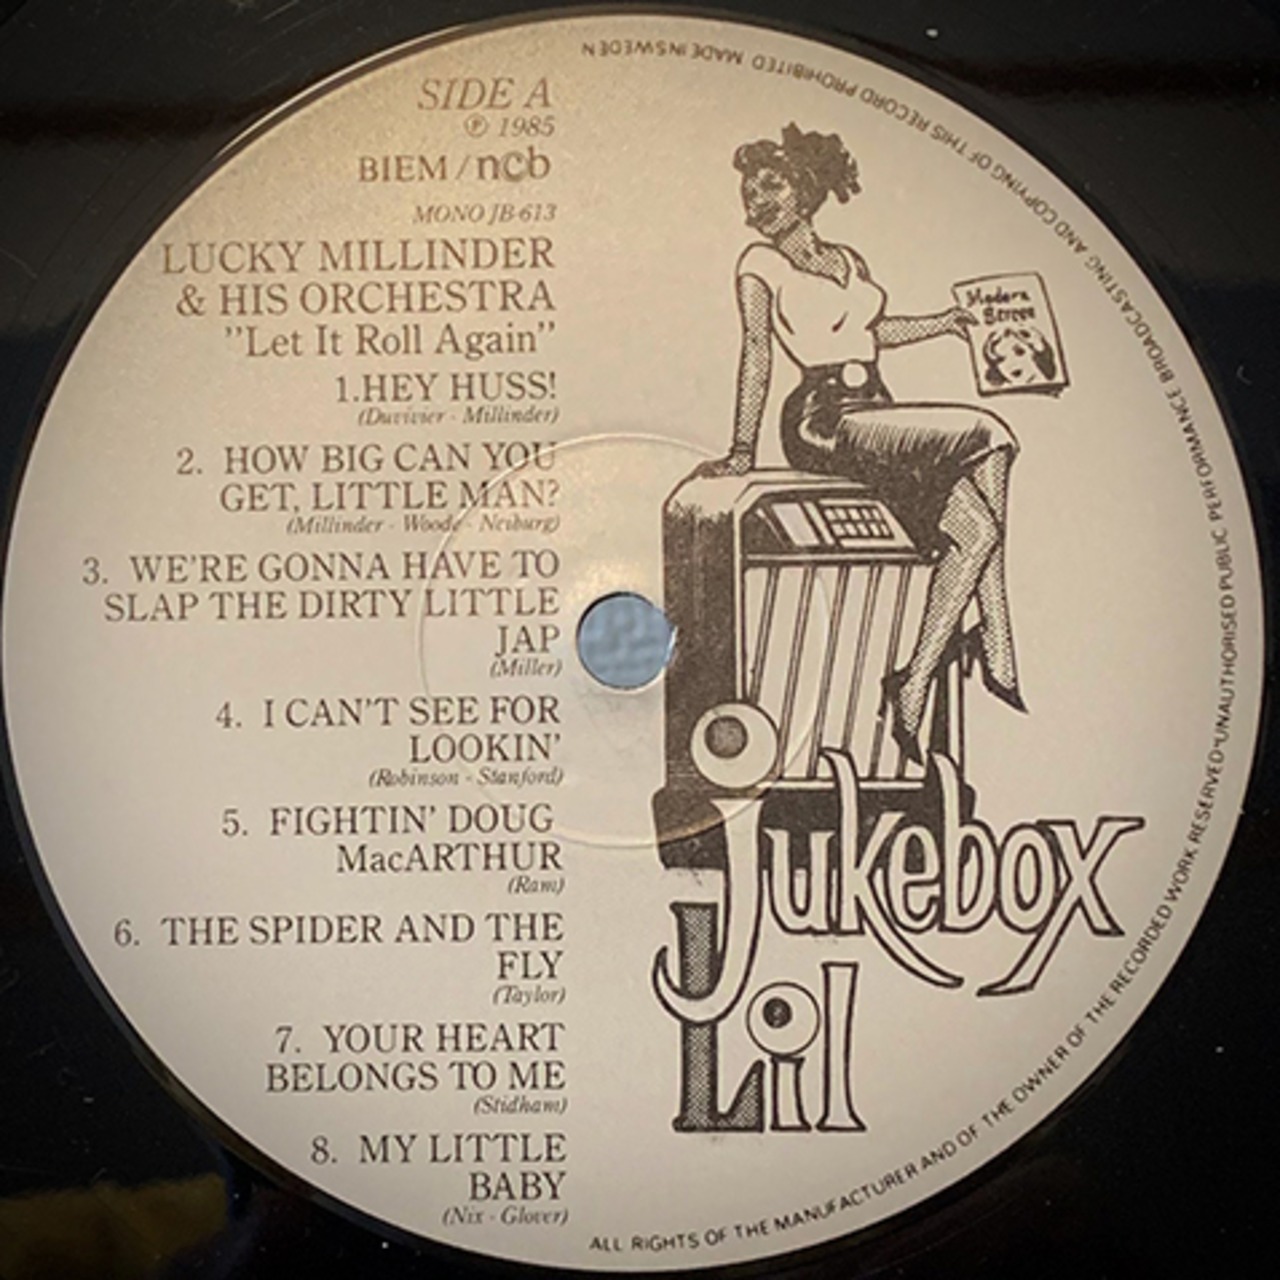 SIDE A
℗ 1985
BIEM / ncb
MONO JB-613
LUCKY MILLINDER
& HIS ORCHESTRA
"Let It Roll Again"
1.HEY HUSS!
(Duvivier - Millinder)
2. HOW BIG CAN YOU
GET, LITTLE MAN?
(Millinder - Woode - Neiburg)
3. WE'RE GONNA HAVE TO
SLAP THE DIRTY LITTLE
JAP
(Miller)
4. I CAN'T SEE FOR
LOOKIN'
(Robinson - Stanford)
5. FIGHTIN' DOUG
MacARTHUR
(Ram)
6. THE SPIDER AND THE
FLY
(Taylor)
7. YOUR HEART
BELONGS TO ME
(Stidham)
8. MY LITTLE
BABY
(Nix - Glover)
Modern
Screen
Jukebox
Lil
ALL RIGHTS OF THE MANUFACTURER AND OF THE OWNER OF THE RECORDED WORK RESERVED·UNAUTHORISED PUBLIC PERFORMANCE BROADCASTING AND COPYING OF THIS RECORD PROHIBITED MADE IN SWEDEN